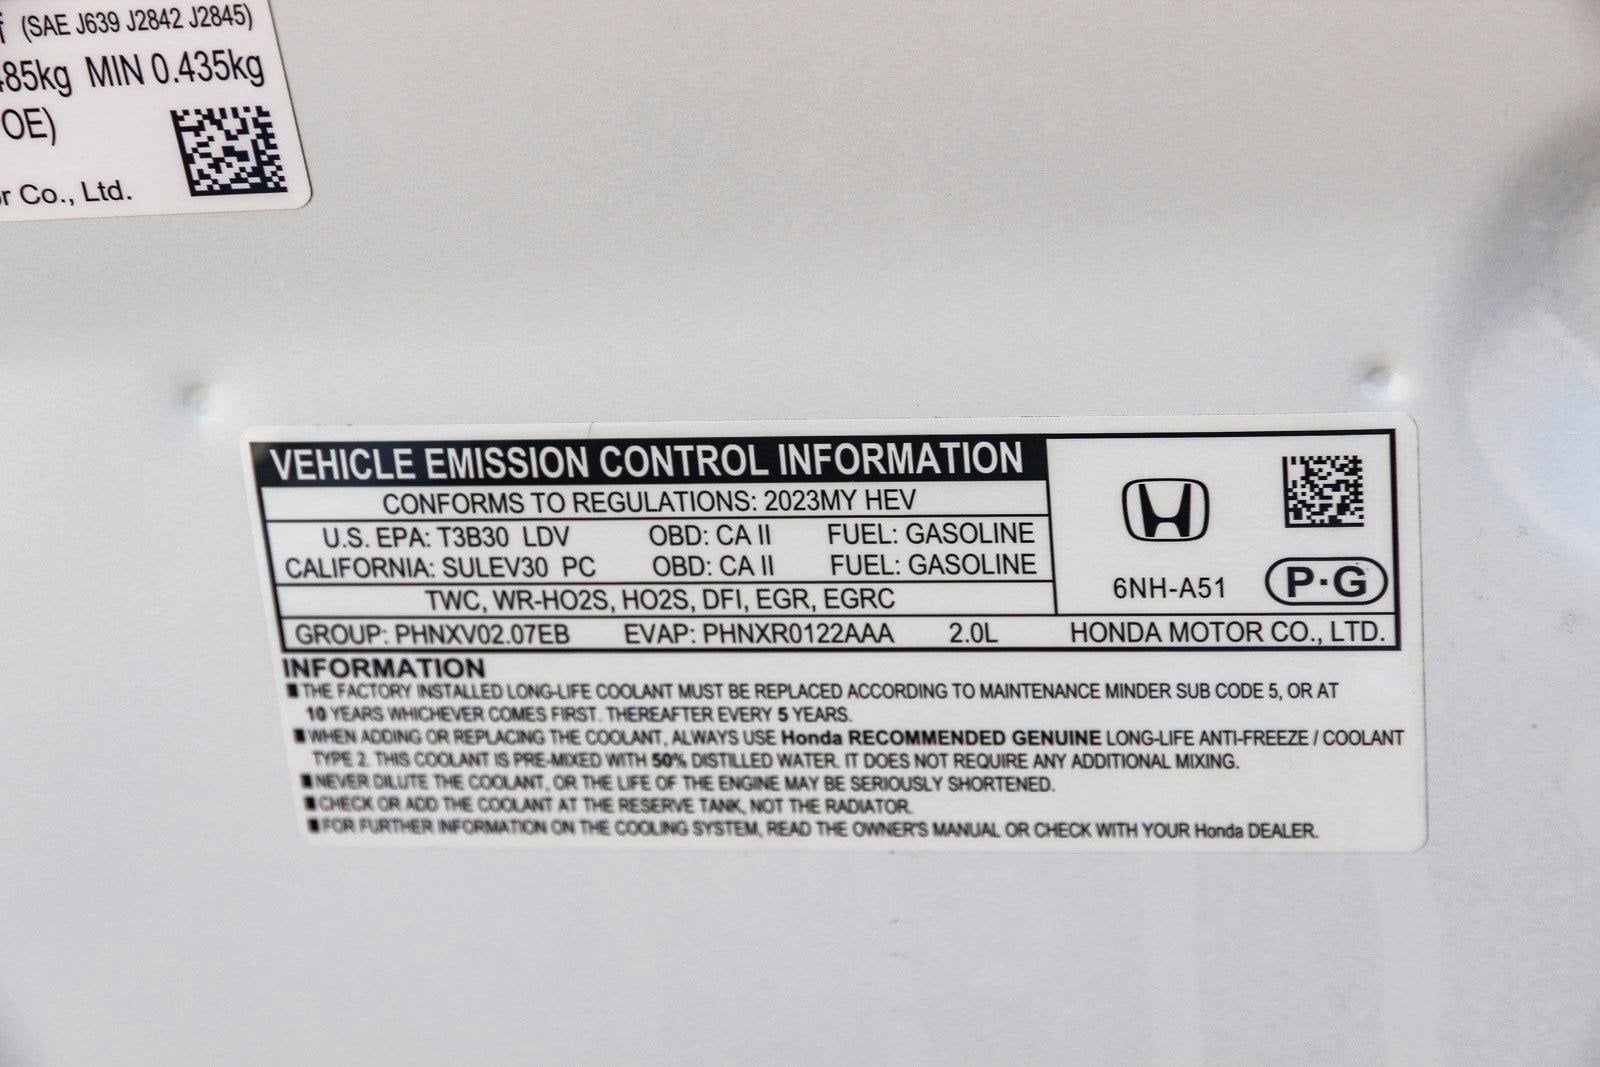 (SAE J639 J2842 J2845)
85kg MIN 0.435kg
OE)
r Co., Ltd.
VEHICLE EMISSION CONTROL INFORMATION
CONFORMS TO REGULATIONS: 2023MY HEV
U.S. EPA: T3B30 LDV OBD: CA II FUEL: GASOLINE
CALIFORNIA: SULEV30 PC OBD: CA II FUEL: GASOLINE
TWC, WR-HO2S, HO2S, DFI, EGR, EGRC
6NH-A51 P·G
GROUP: PHNXV02.07EB EVAP: PHNXR0122AAA 2.0L HONDA MOTOR CO., LTD.
INFORMATION
■ THE FACTORY INSTALLED LONG-LIFE COOLANT MUST BE REPLACED ACCORDING TO MAINTENANCE MINDER SUB CODE 5, OR AT
10 YEARS WHICHEVER COMES FIRST. THEREAFTER EVERY 5 YEARS.
■ WHEN ADDING OR REPLACING THE COOLANT, ALWAYS USE Honda RECOMMENDED GENUINE LONG-LIFE ANTI-FREEZE / COOLANT
TYPE 2. THIS COOLANT IS PRE-MIXED WITH 50% DISTILLED WATER. IT DOES NOT REQUIRE ANY ADDITIONAL MIXING.
■ NEVER DILUTE THE COOLANT, OR THE LIFE OF THE ENGINE MAY BE SERIOUSLY SHORTENED.
■ CHECK OR ADD THE COOLANT AT THE RESERVE TANK, NOT THE RADIATOR.
■ FOR FURTHER INFORMATION ON THE COOLING SYSTEM, READ THE OWNER'S MANUAL OR CHECK WITH YOUR Honda DEALER.